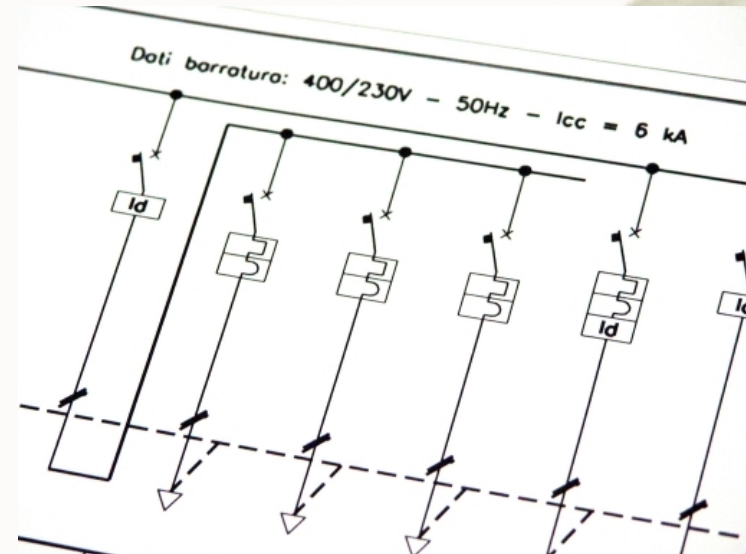 Dati barratura: 400/230V - 50Hz - Icc = 6 kA
Id
Id